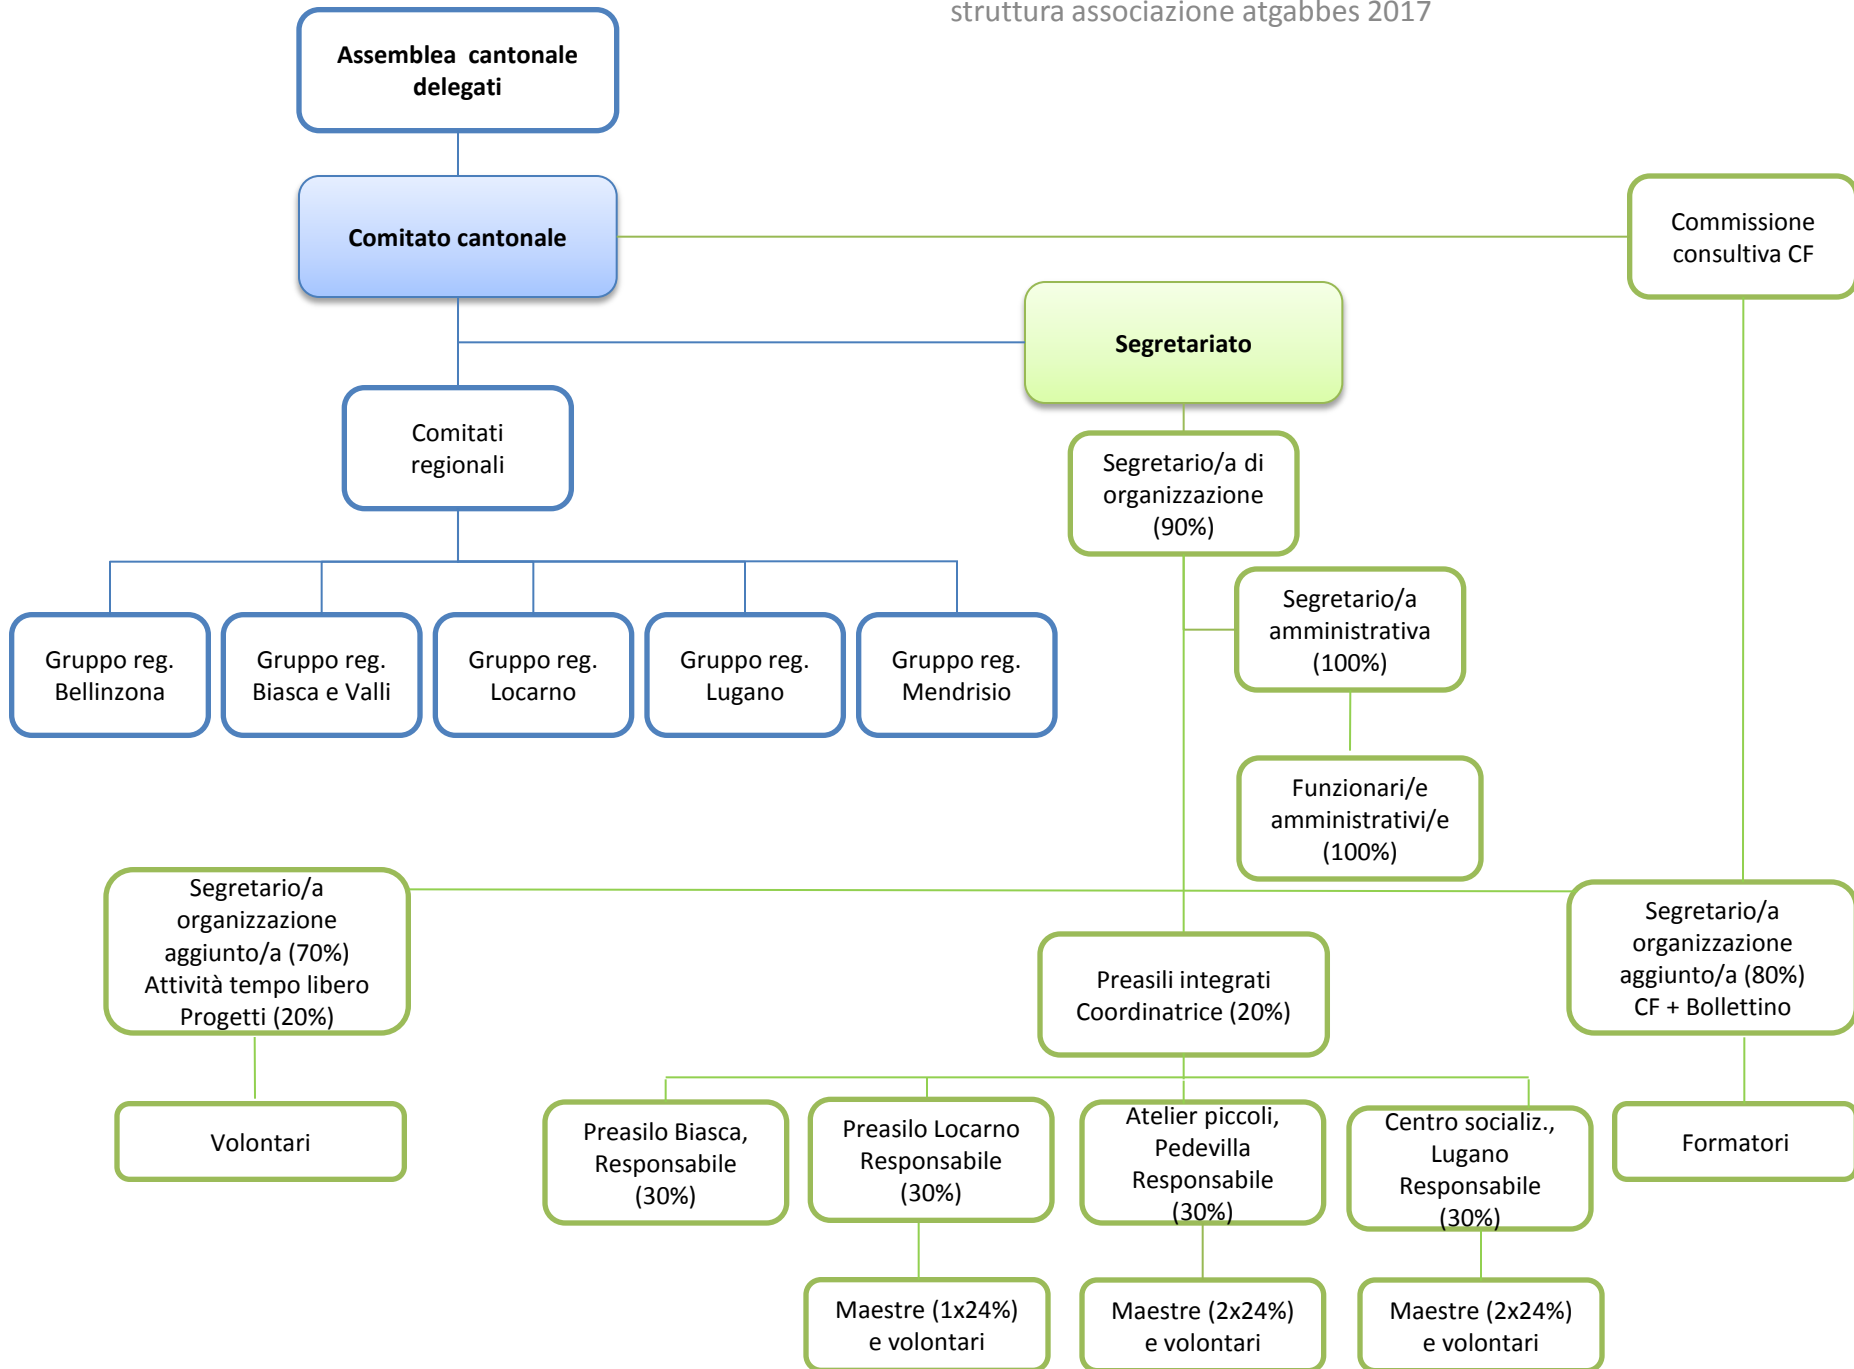 struttura associazione atgabbes 2017
Assemblea cantonale
delegati
Comitato cantonale
Commissione
consultiva CF
Segretariato
Comitati
regionali
Segretario/a di
organizzazione
(90%)
Gruppo reg.
Bellinzona
Gruppo reg.
Biasca e Valli
Gruppo reg.
Locarno
Gruppo reg.
Lugano
Gruppo reg.
Mendrisio
Segretario/a
amministrativa
(100%)
Funzionari/e
amministrativi/e
(100%)
Segretario/a
organizzazione
aggiunto/a (70%)
Attività tempo libero
Progetti (20%)
Preasili integrati
Coordinatrice (20%)
Segretario/a
organizzazione
aggiunto/a (80%)
CF + Bollettino
Volontari
Preasilo Biasca,
Responsabile
(30%)
Preasilo Locarno
Responsabile
(30%)
Atelier piccoli,
Pedevilla
Responsabile
(30%)
Centro socializ.,
Lugano
Responsabile
(30%)
Formatori
Maestre (1x24%)
e volontari
Maestre (2x24%)
e volontari
Maestre (2x24%)
e volontari